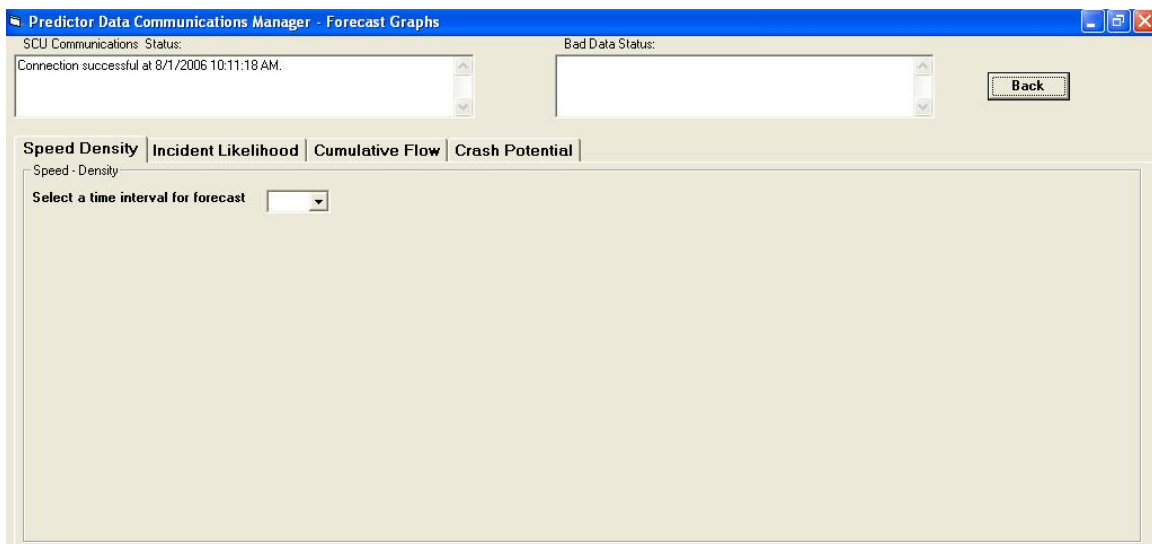 Predictor Data Communications Manager - Forecast Graphs
SCU Communications Status:
Bad Data Status:
Connection successful at 8/1/2006 10:11:18 AM.
Back
Speed Density
Incident Likelihood
Cumulative Flow
Crash Potential
Speed - Density
Select a time interval for forecast